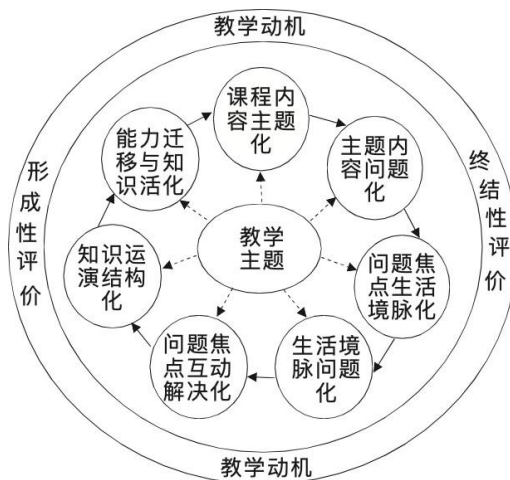 教学动机
课程内
容主题
化
能力迁
移与知
识活化
主题内
容问题
化
形成性评价
终结性评价
教学
主题
知识运
演结构
化
问题焦
点生活
境脉化
问题焦
点互动
解决化
生活境
脉问题
化
教学动机